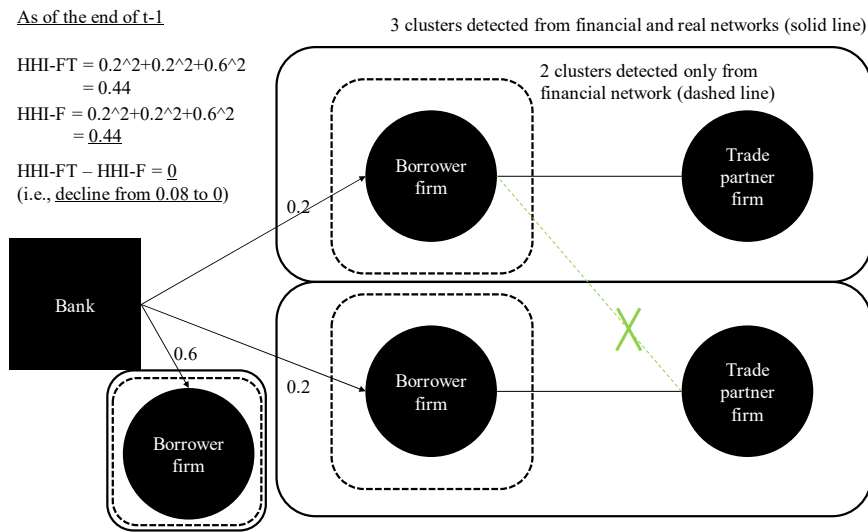 As of the end of t-1
3 clusters detected from financial and real networks (solid line)
HHI-FT = 0.2^2+0.2^2+0.6^2
= 0.44
HHI-F = 0.2^2+0.2^2+0.6^2
= 0.44
HHI-FT – HHI-F = 0
(i.e., decline from 0.08 to 0)
2 clusters detected only from
financial network (dashed line)
Borrower
firm
Trade
partner
firm
0.2
Bank
0.6
0.2
Borrower
firm
Trade
partner
firm
Borrower
firm